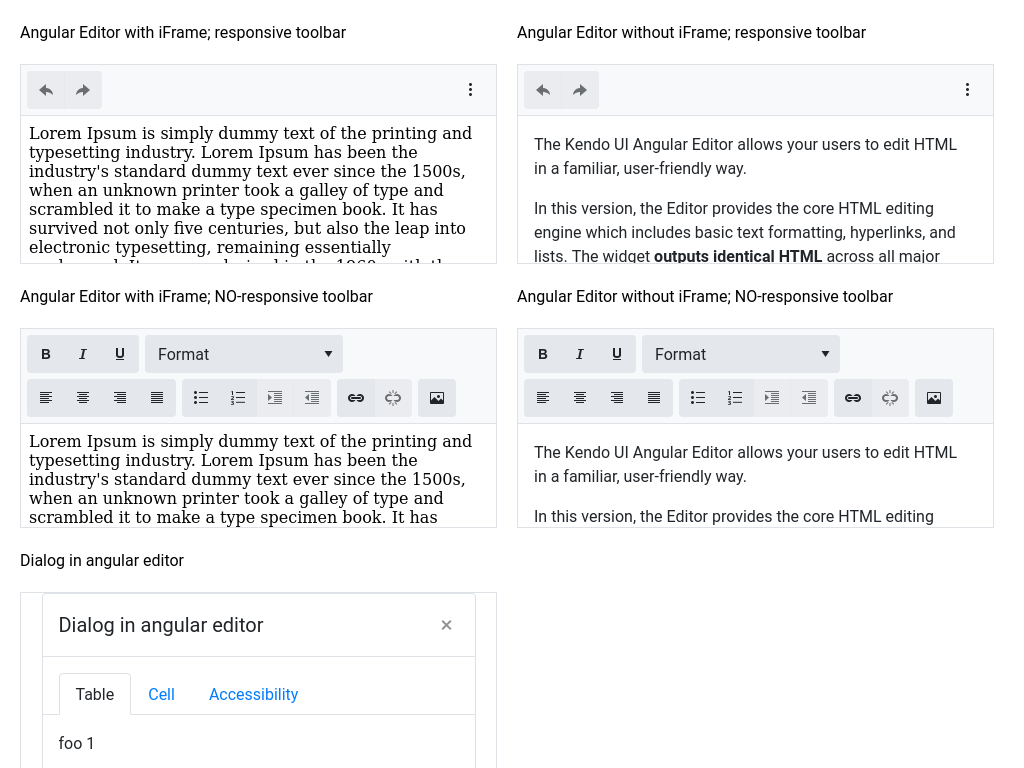 Angular Editor with iFrame; responsive toolbar
Lorem Ipsum is simply dummy text of the printing and
typesetting industry. Lorem Ipsum has been the
industry's standard dummy text ever since the 1500s,
when an unknown printer took a galley of type and
scrambled it to make a type specimen book. It has
survived not only five centuries, but also the leap into
electronic typesetting, remaining essentially
Angular Editor without iFrame; responsive toolbar
The Kendo UI Angular Editor allows your users to edit HTML
in a familiar, user-friendly way.
In this version, the Editor provides the core HTML editing
engine which includes basic text formatting, hyperlinks, and
lists. The widget outputs identical HTML across all major
Angular Editor with iFrame; NO-responsive toolbar
B I U Format
Lorem Ipsum is simply dummy text of the printing and
typesetting industry. Lorem Ipsum has been the
industry's standard dummy text ever since the 1500s,
when an unknown printer took a galley of type and
scrambled it to make a type specimen book. It has
Angular Editor without iFrame; NO-responsive toolbar
B I U Format
The Kendo UI Angular Editor allows your users to edit HTML
in a familiar, user-friendly way.
In this version, the Editor provides the core HTML editing
Dialog in angular editor
Dialog in angular editor ×
Table Cell Accessibility
foo 1